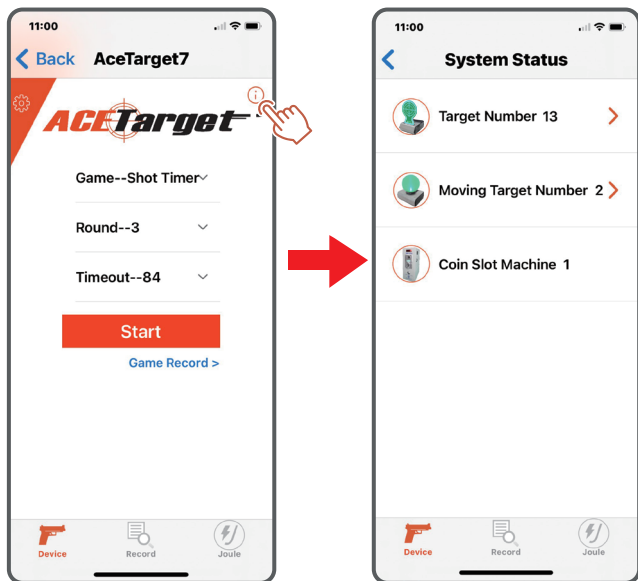 11:00
Back AceTarget7
ACETarget
Game--Shot Timer
Round--3
Timeout--84
Start
Game Record >
Device Record Joule
11:00
System Status
Target Number 13
Moving Target Number 2
Coin Slot Machine 1
Device Record Joule